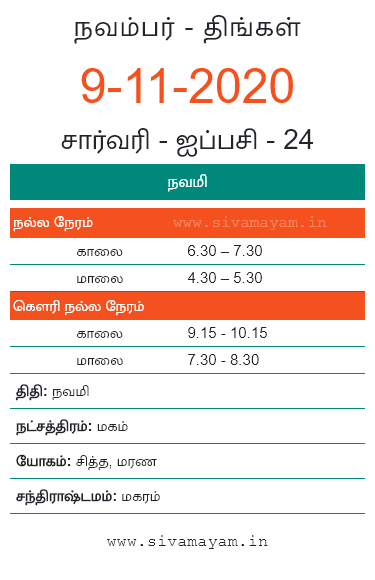 நவம்பர் - திங்கள்
9-11-2020
சார்வரி - ஐப்பசி - 24
நவமி
நல்ல நேரம் www.sivamayam.in
காலை 6.30 – 7.30
மாலை 4.30 – 5.30
கௌரி நல்ல நேரம்
காலை 9.15 - 10.15
மாலை 7.30 - 8.30
திதி: நவமி
நட்சத்திரம்: மகம்
யோகம்: சித்த, மரண
சந்திராஷ்டமம்: மகரம்
www.sivamayam.in